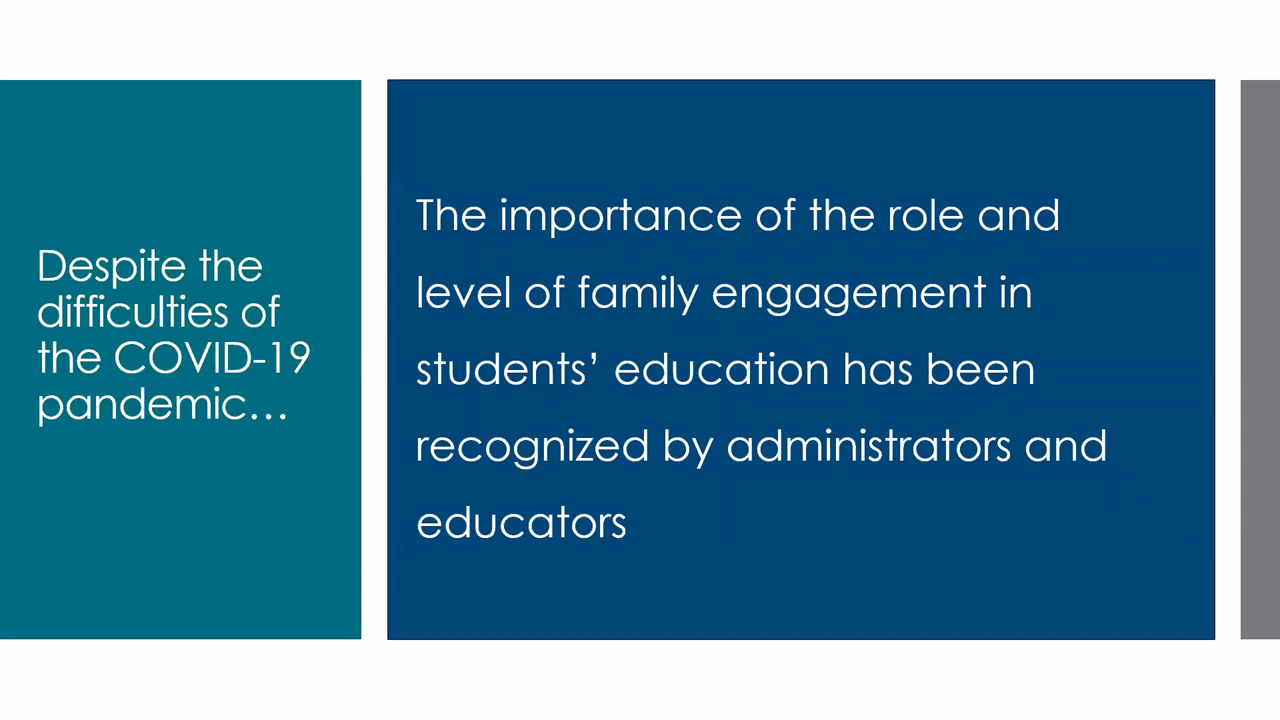 Despite the
difficulties of
the COVID-19
pandemic…
The importance of the role and
level of family engagement in
students’ education has been
recognized by administrators and
educators